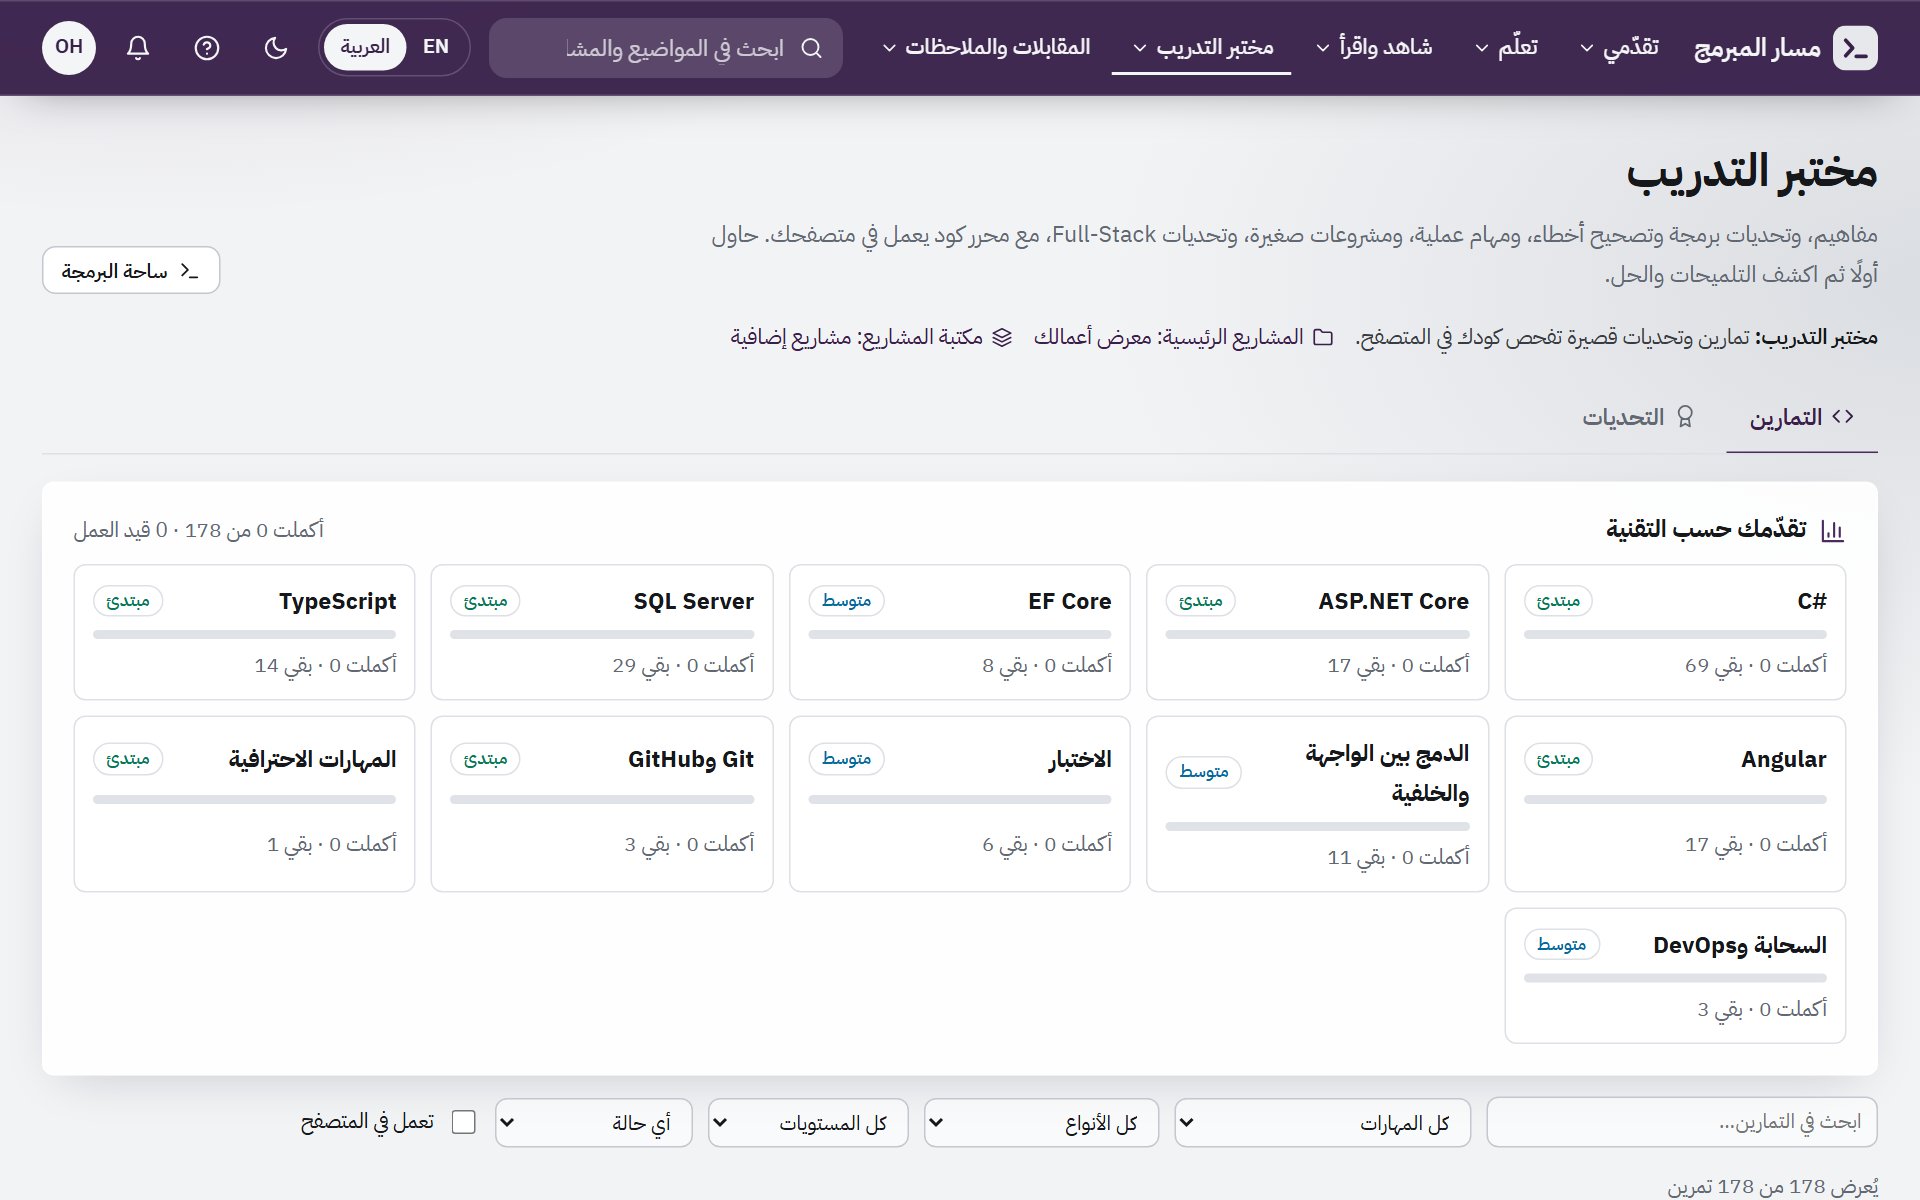 مسار المبرمج
تقدّمي
تعلّم
شاهد واقرأ
مختبر التدريب
المقابلات والملاحظات
ابحث في المواضيع والمشا
EN
العربية
OH
مختبر التدريب
مفاهيم، وتحديات برمجة وتصحيح أخطاء، ومهام عملية، ومشروعات صغيرة، وتحديات Full-Stack، مع محرر كود يعمل في متصفحك. حاول
أولًا ثم اكشف التلميحات والحل.
ساحة البرمجة
مختبر التدريب: تمارين وتحديات قصيرة تفحص كودك في المتصفح.
المشاريع الرئيسية: معرض أعمالك
مكتبة المشاريع: مشاريع إضافية
التمارين
التحديات
تقدّمك حسب التقنية
أكملت 0 من 178 · 0 قيد العمل
C#
مبتدئ
أكملت 0 · بقي 69
ASP.NET Core
مبتدئ
أكملت 0 · بقي 17
EF Core
متوسط
أكملت 0 · بقي 8
SQL Server
مبتدئ
أكملت 0 · بقي 29
TypeScript
مبتدئ
أكملت 0 · بقي 14
Angular
مبتدئ
أكملت 0 · بقي 17
الدمج بين الواجهة
والخلفية
متوسط
أكملت 0 · بقي 11
الاختبار
متوسط
أكملت 0 · بقي 6
Git وGitHub
مبتدئ
أكملت 0 · بقي 3
المهارات الاحترافية
مبتدئ
أكملت 0 · بقي 1
السحابة وDevOps
متوسط
أكملت 0 · بقي 3
ابحث في التمارين...
كل المهارات
كل الأنواع
كل المستويات
أي حالة
تعمل في المتصفح
يُعرض 178 من 178 تمرين